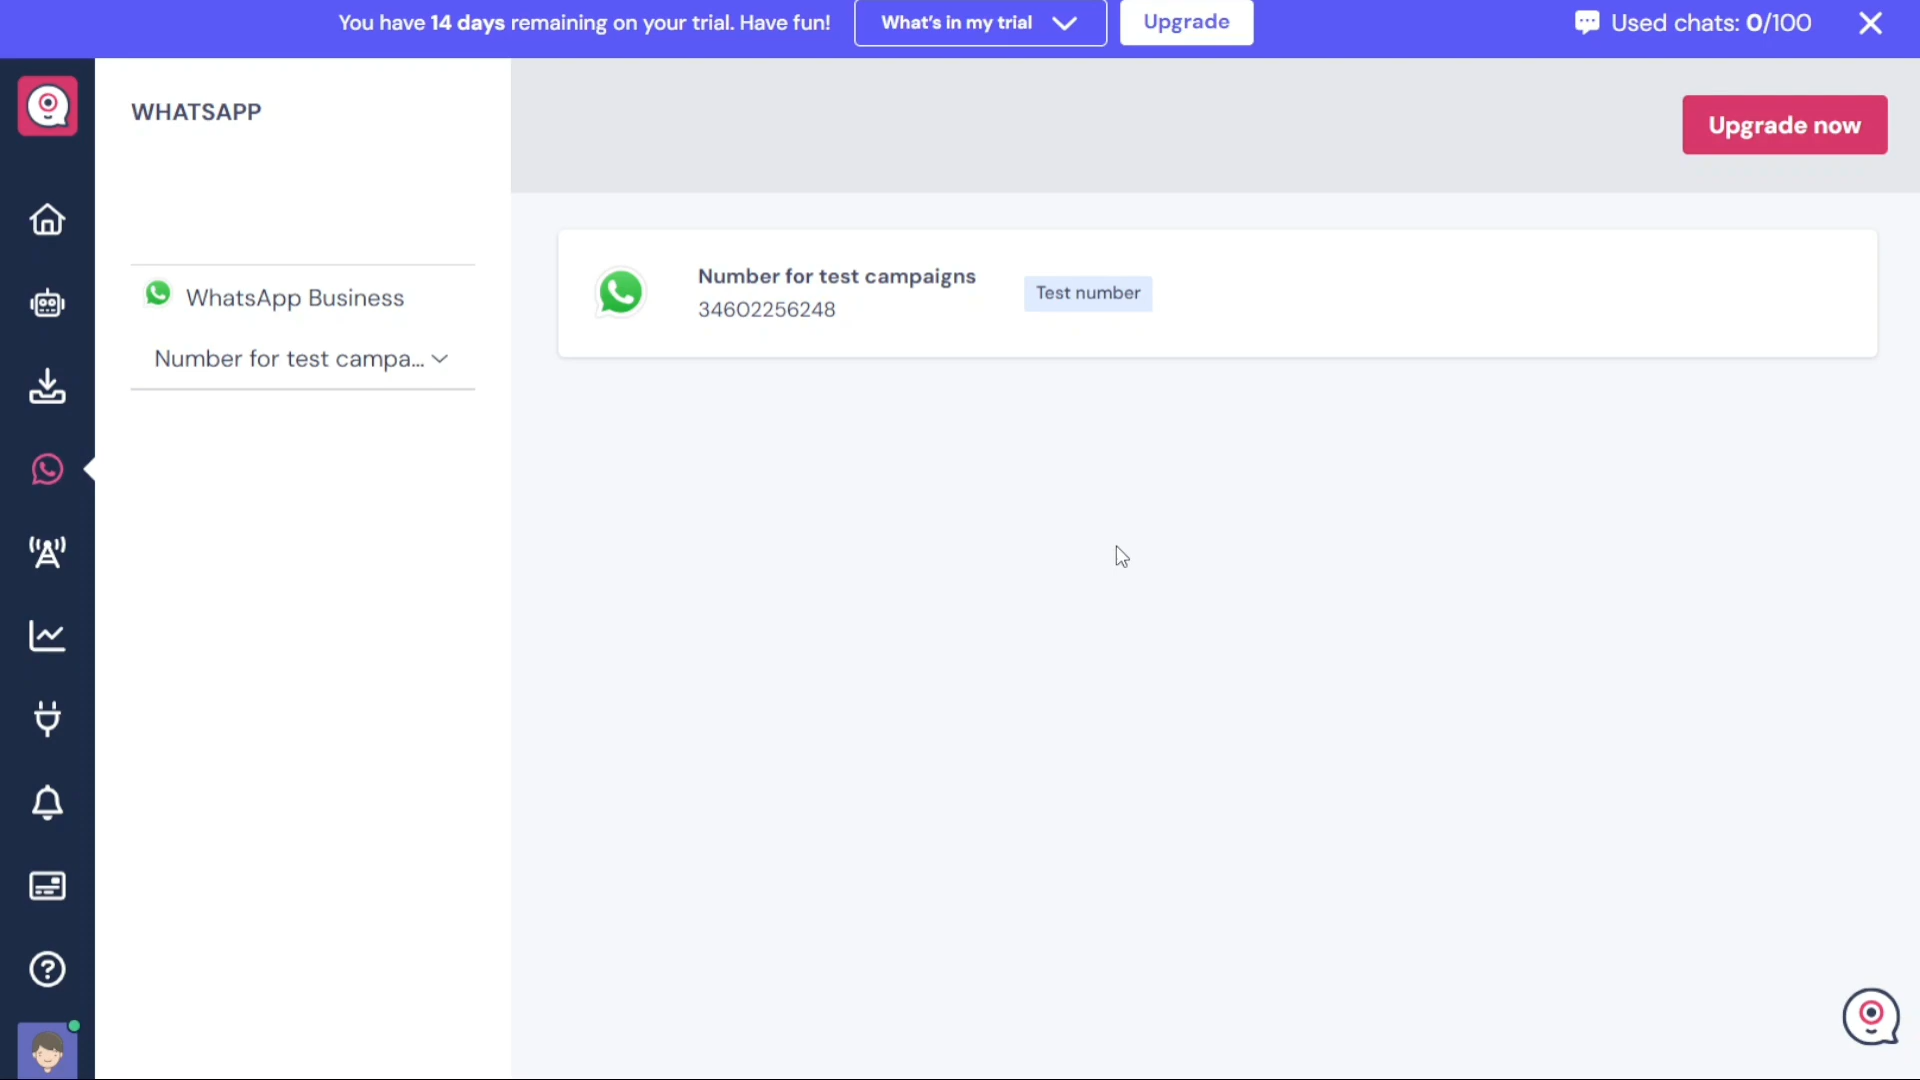 You have 14 days remaining on your trial. Have fun!
What's in my trial
Upgrade
Used chats: 0/100
WHATSAPP
Upgrade now
WhatsApp Business
Number for test campa...
Number for test campaigns
34602256248
Test number